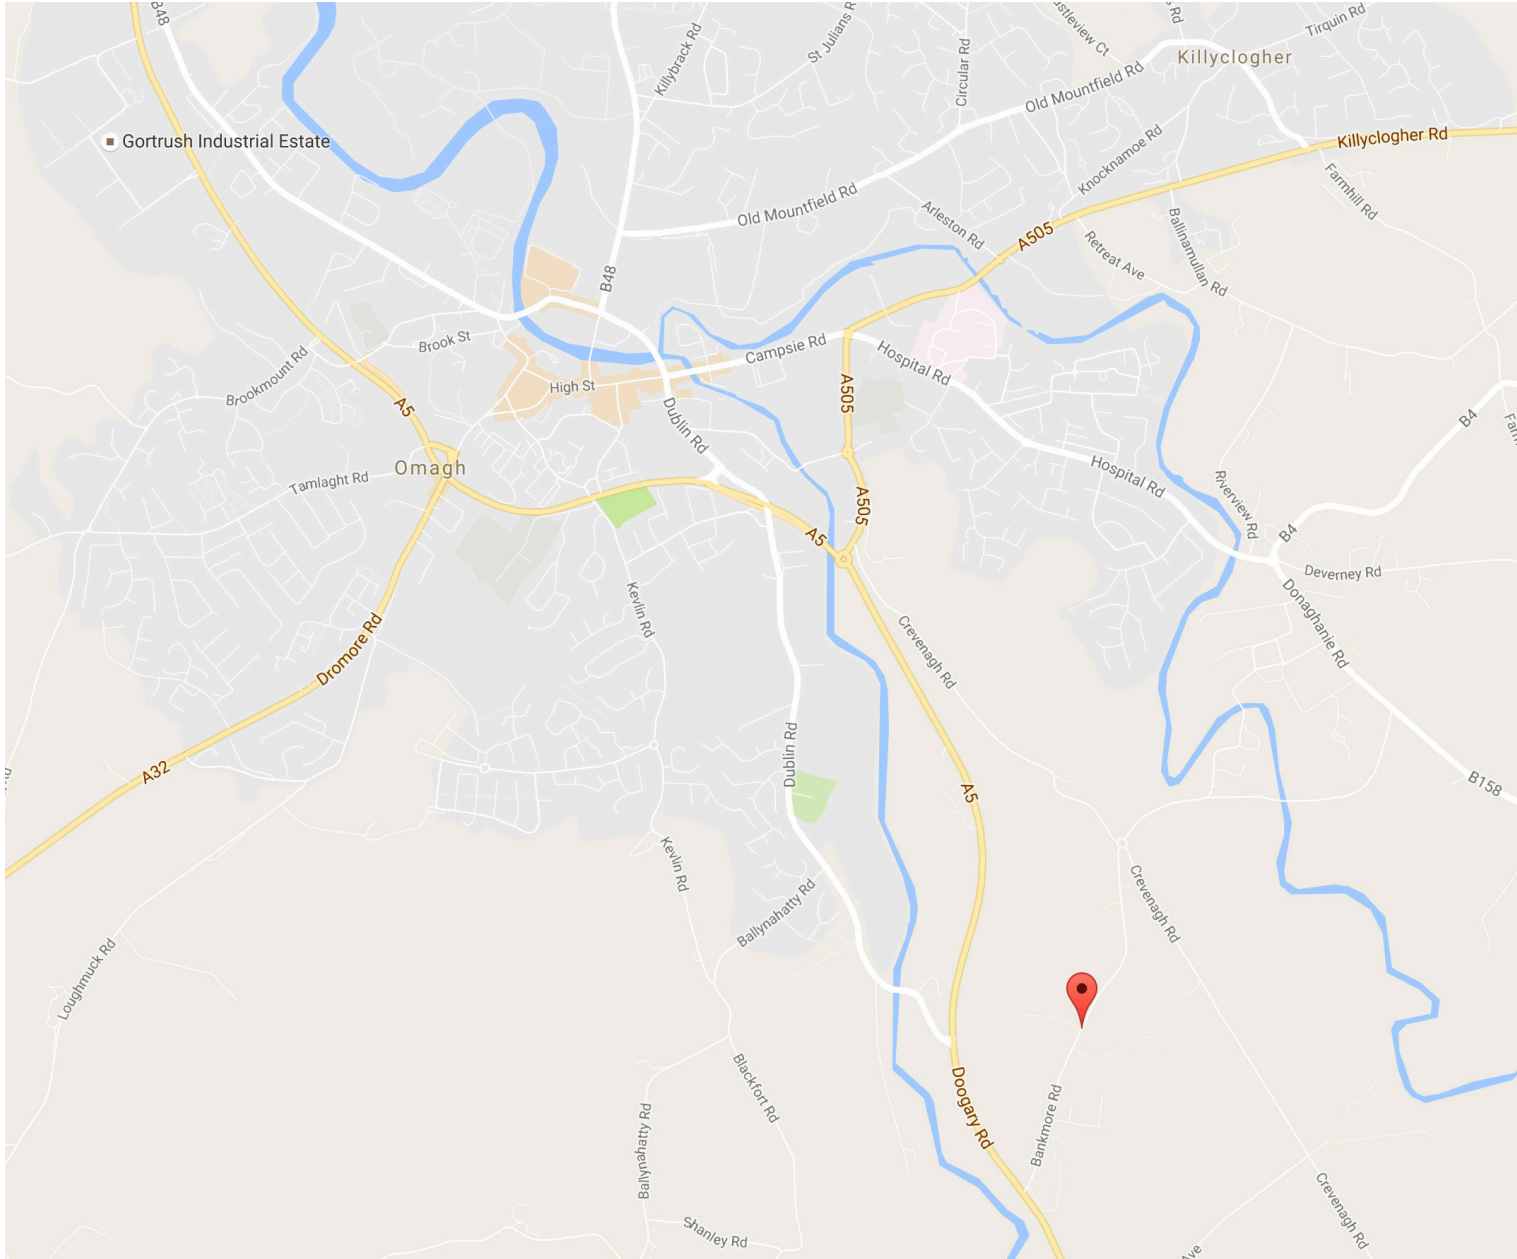 B48
Killybrack Rd
Circular Rd
Tirquin Rd
Killyclogher
Old Mountfield Rd
Gortrush Industrial Estate
Killyclogher Rd
Knocknamoe Rd
Farmhill Rd
Old Mountfield Rd
Arleston Rd
A505
Ballinamullan Rd
Retreat Ave
B48
Brook St
Campsie Rd
Hospital Rd
Brookmount Rd
High St
A505
A5
Dublin Rd
B4
Omagh
Tamlaght Rd
Hospital Rd
Riverview Rd
A505
A5
B4
Deverney Rd
Kevlin Rd
Donaghanie Rd
Dromore Rd
Crevenagh Rd
Dublin Rd
A32
A5
B158
Kevlin Rd
Crevenagh Rd
Ballynahatty Rd
Loughmuck Rd
Blackfort Rd
Doogary Rd
Bankmore Rd
Ballynahatty Rd
Crevenagh Rd
Shanley Rd